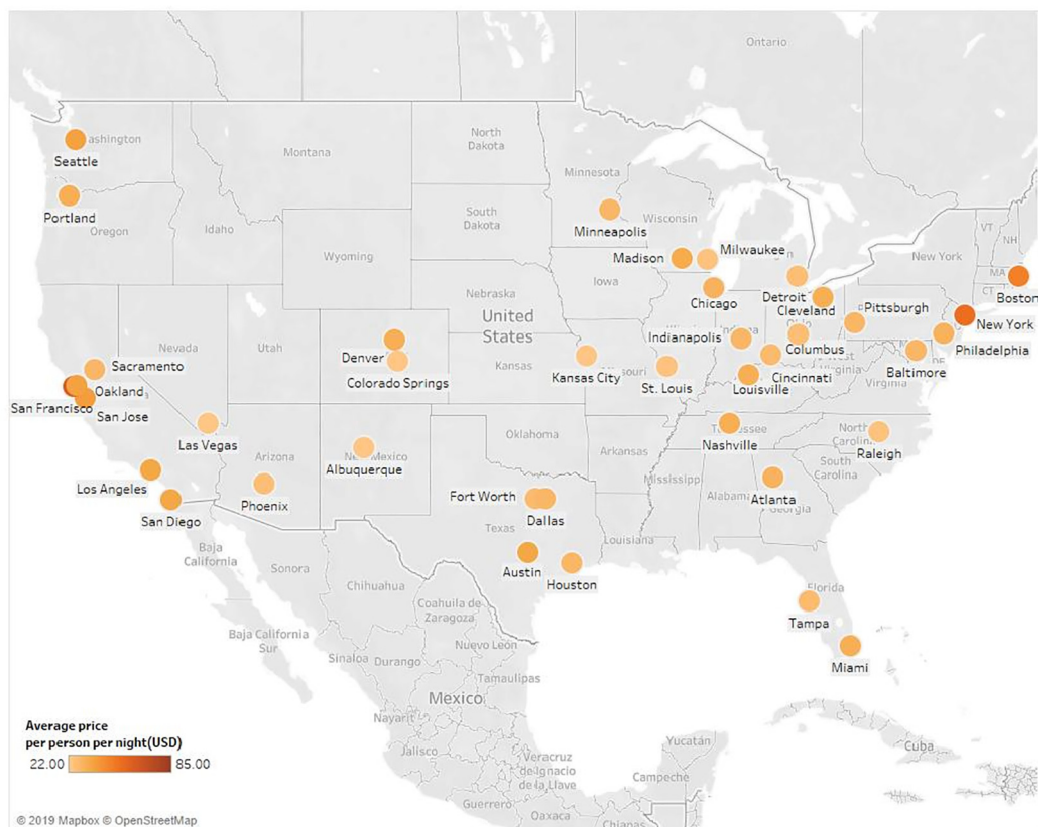 Ontario
ashington
Seattle
Montana
North
Dakota
Minnesota
Portland
Oregon
Idaho
South
Dakota
Minneapolis
Wisconsin
VT
NH
Wyoming
Madison
Milwaukee
New York
MA
CT
Boston
Iowa
Chicago
Detroit
Cleveland
Pittsburgh
New York
Nebraska
United
States
Nevada
Utah
Denver
Colorado Springs
Indianapolis
Columbus
Philadelphia
Baltimore
Sacramento
Oakland
San Francisco
San Jose
Kansas
Kansas City
St. Louis
Louisville
Cincinnati
Virginia
Virginia
Las Vegas
Nashville
North
Carolina
Raleigh
Arizona
Albuquerque
Oklahoma
Arkansas
South
Carolina
Los Angeles
Phoenix
Fort Worth
Dallas
Mississippi
Alabama
Atlanta
Georgia
San Diego
Texas
Louisiana
Baja
California
Sonora
Chihuahua
Austin
Houston
Florida
Coahuila de
Zaragoza
Tampa
Baja California
Sur
Nuevo León
Miami
Sinaloa
Durango
Tamaulipas
Mexico
Nayarit
Average price
per person per night(USD)
22.00
85.00
Jalisco
Veracruz
de Ignacio
de la Llave
Yucatán
Campeche
Cuba
Guerrero
Oaxaca
Chiapas
© 2019 Mapbox © OpenStreetMap